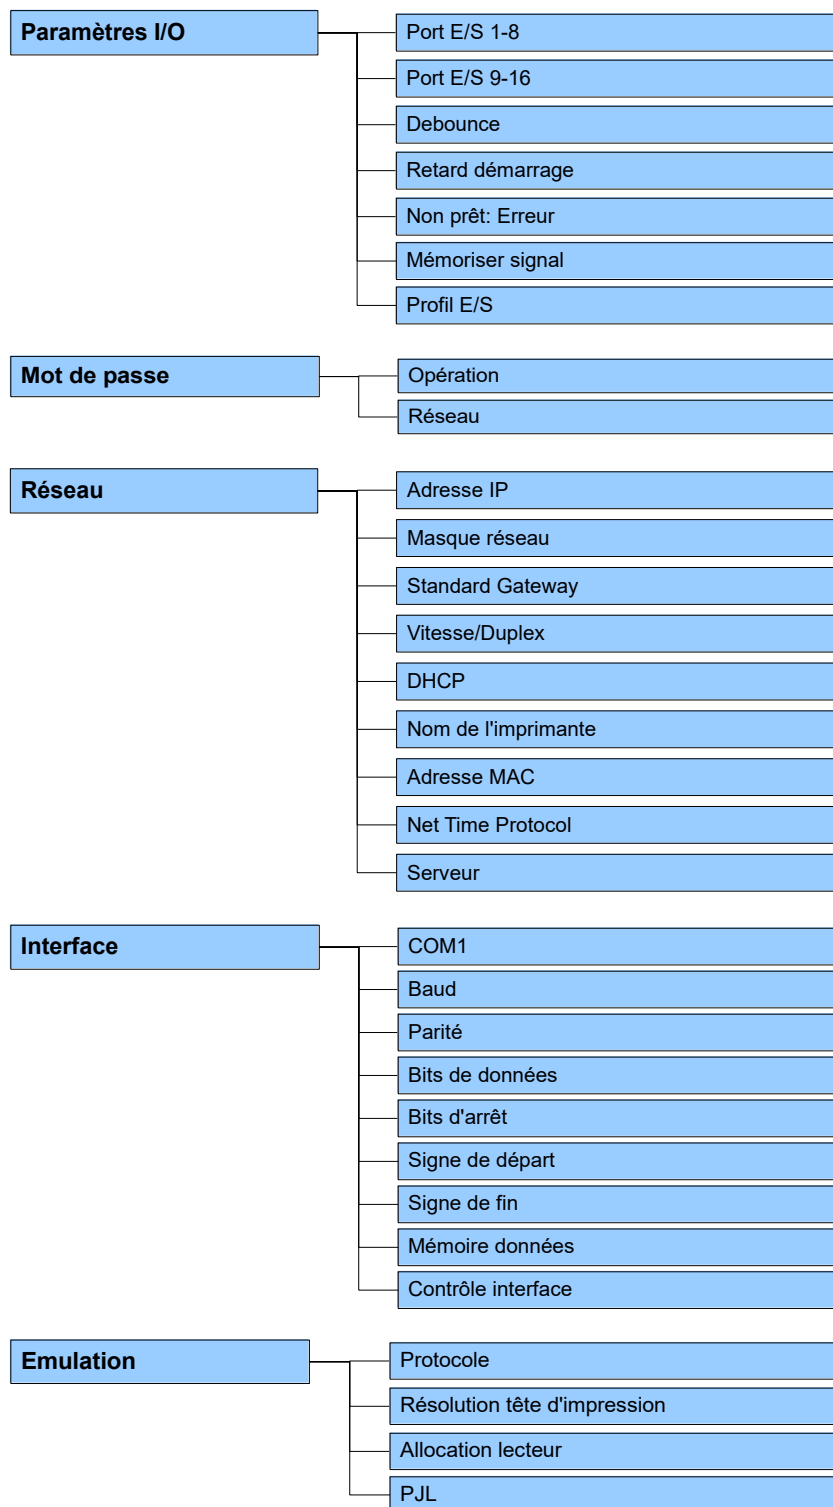 Paramètres I/O
Port E/S 1-8
Port E/S 9-16
Debounce
Retard démarrage
Non prêt: Erreur
Mémoriser signal
Profil E/S
Mot de passe
Opération
Réseau
Réseau
Adresse IP
Masque réseau
Standard Gateway
Vitesse/Duplex
DHCP
Nom de l'imprimante
Adresse MAC
Net Time Protocol
Serveur
Interface
COM1
Baud
Parité
Bits de données
Bits d'arrêt
Signe de départ
Signe de fin
Mémoire données
Contrôle interface
Emulation
Protocole
Résolution tête d'impression
Allocation lecteur
PJL